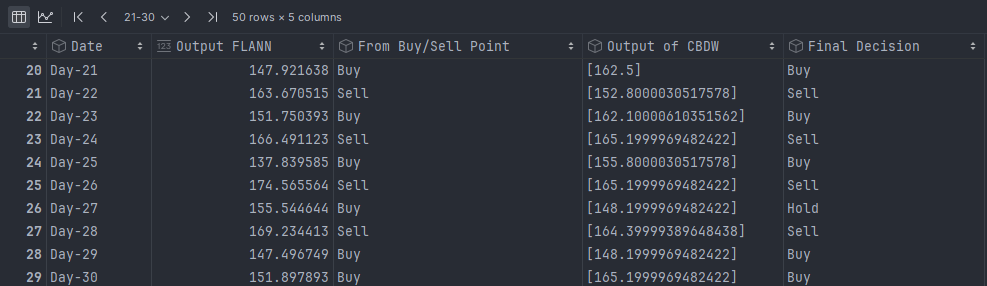 21-30 50 rows × 5 columns
Date 123 Output FLANN From Buy/Sell Point Output of CBDW Final Decision
20 Day-21 147.921638 Buy [162.5] Buy
21 Day-22 163.670515 Sell [152.8000030517578] Sell
22 Day-23 151.750393 Buy [162.10000610351562] Buy
23 Day-24 166.491123 Sell [165.1999969482422] Sell
24 Day-25 137.839585 Buy [155.8000030517578] Buy
25 Day-26 174.565564 Sell [165.1999969482422] Sell
26 Day-27 155.544644 Buy [148.1999969482422] Hold
27 Day-28 169.234413 Sell [164.39999389648438] Sell
28 Day-29 147.496749 Buy [148.1999969482422] Buy
29 Day-30 151.897893 Buy [165.1999969482422] Buy